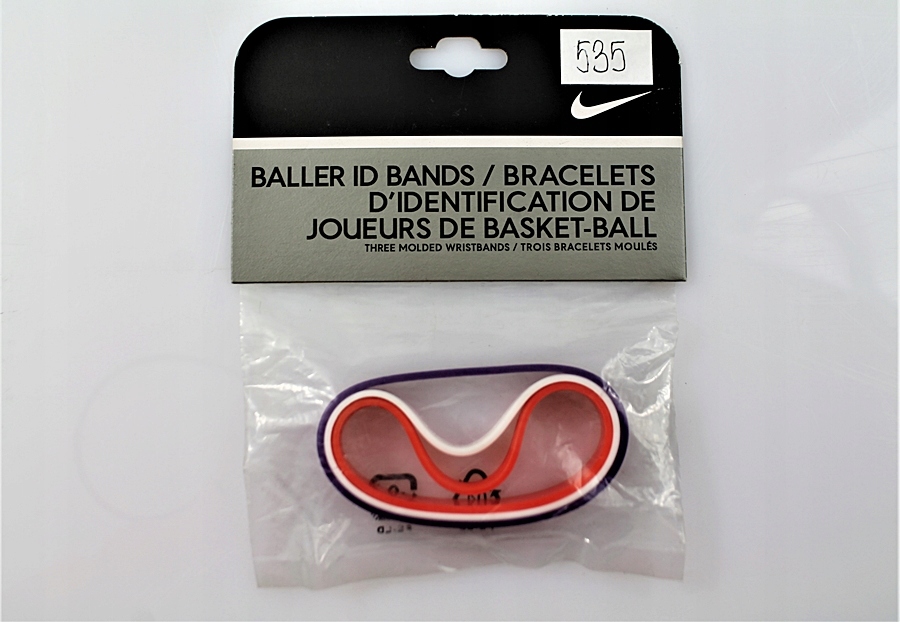 535
BALLER ID BANDS / BRACELETS
D'IDENTIFICATION DE
JOUEURS DE BASKET-BALL
THREE MOLDED WRISTBANDS / TROIS BRACELETS MOULÉS